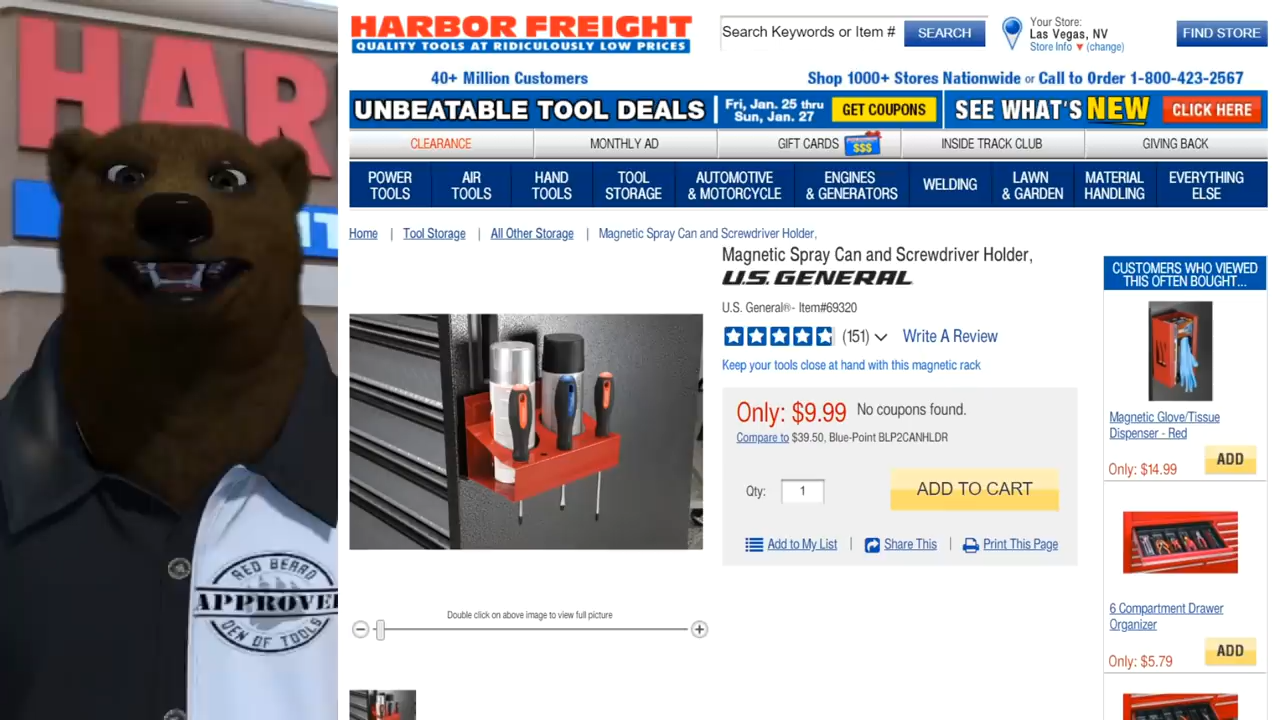 HAR
HARBOR FREIGHT
QUALITY TOOLS AT RIDICULOUSLY LOW PRICES
Search Keywords or Item #
SEARCH
Your Store:
Las Vegas, NV
Store Info ▼ (change)
FIND STORE
40+ Million Customers
Shop 1000+ Stores Nationwide or Call to Order 1-800-423-2567
UNBEATABLE TOOL DEALS
Fri, Jan. 25 thru
Sun, Jan. 27
GET COUPONS
SEE WHAT'S NEW
CLICK HERE
CLEARANCE
MONTHLY AD
GIFT CARDS
$$$
INSIDE TRACK CLUB
GIVING BACK
POWER
TOOLS
AIR
TOOLS
HAND
TOOLS
TOOL
STORAGE
AUTOMOTIVE
& MOTORCYCLE
ENGINES
& GENERATORS
WELDING
LAWN
& GARDEN
MATERIAL
HANDLING
EVERYTHING
ELSE
Home | Tool Storage | All Other Storage | Magnetic Spray Can and Screwdriver Holder,
Magnetic Spray Can and Screwdriver Holder,
U.S. GENERAL
U.S. General®- Item#69320
(151)
Write A Review
Keep your tools close at hand with this magnetic rack
Only: $9.99 No coupons found.
Compare to $39.50, Blue-Point BLP2CANHLDR
Qty: 1
ADD TO CART
Add to My List | Share This | Print This Page
Double click on above image to view full picture
CUSTOMERS WHO VIEWED
THIS OFTEN BOUGHT...
Magnetic Glove/Tissue
Dispenser - Red
Only: $14.99
ADD
6 Compartment Drawer
Organizer
Only: $5.79
ADD
RED BEARD
APPROVE
DEN OF TOOLS